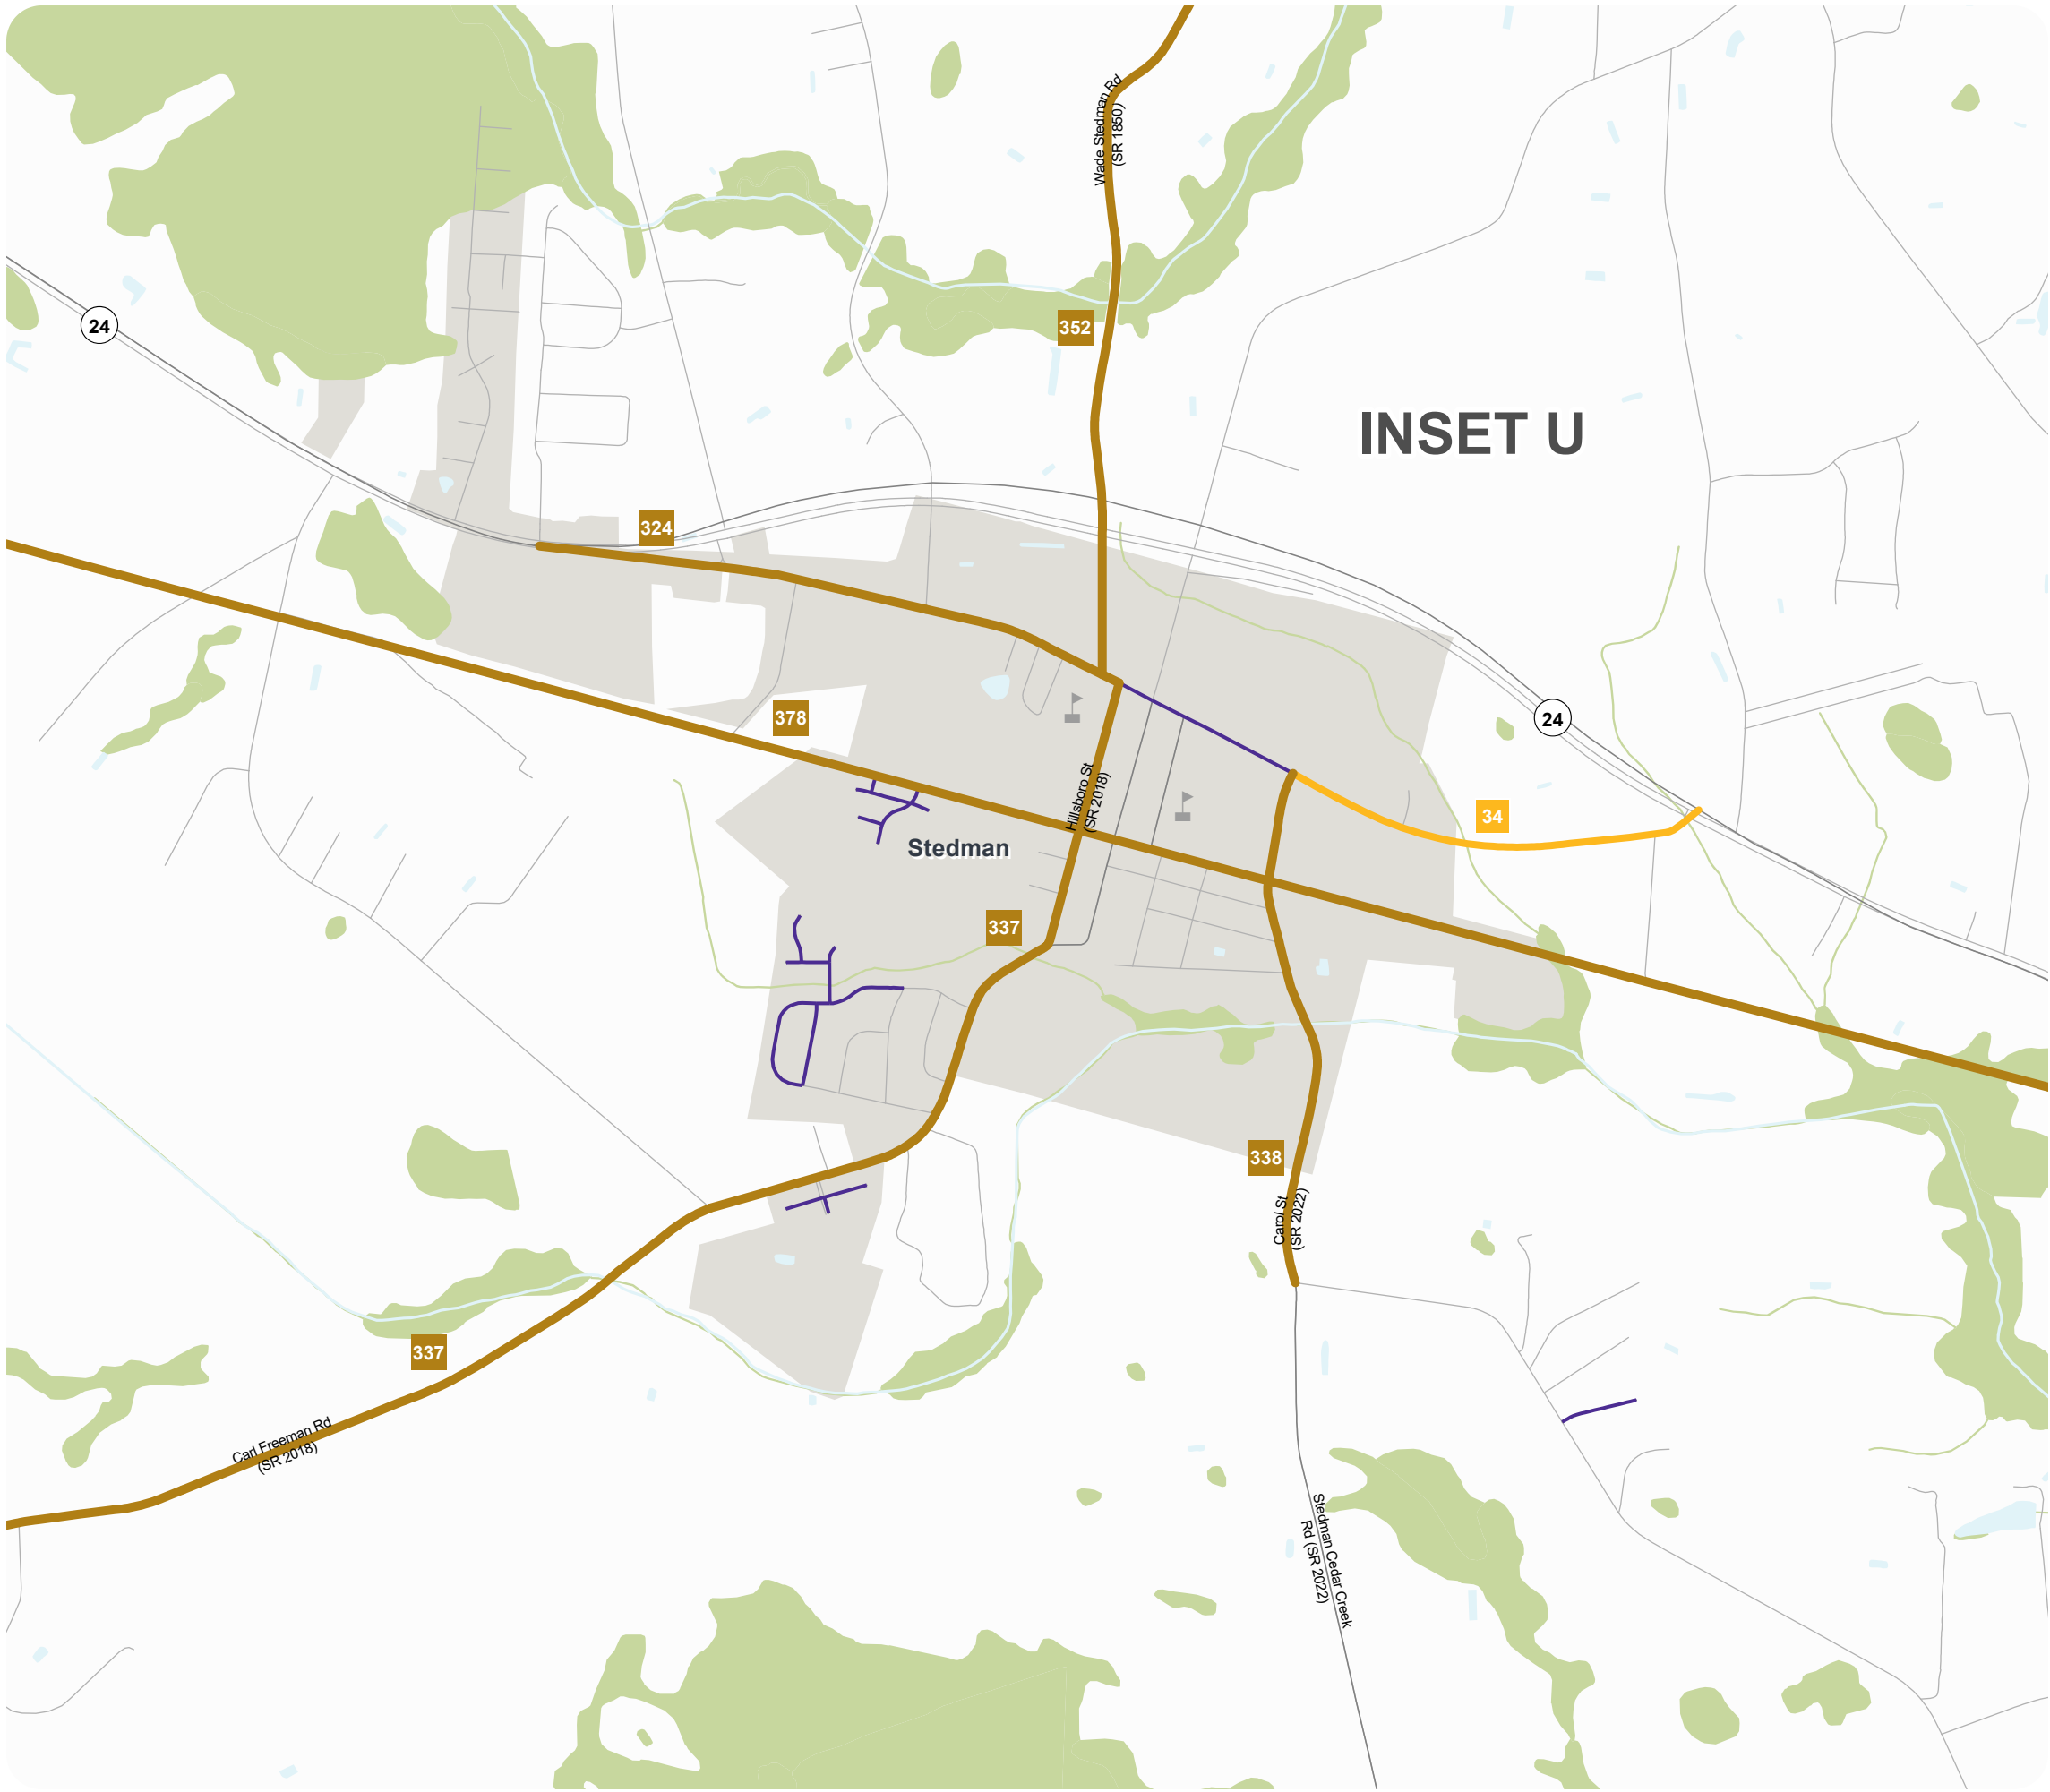 Wade Stedman Rd
(SR 1850)
24
352
INSET U
324
378
24
Hillsboro St
(SR 2018)
34
Stedman
337
338
Carol St
(SR 2022)
337
Carl Freeman Rd
(SR 2018)
Stedman Cedar Creek
Rd (SR 2022)